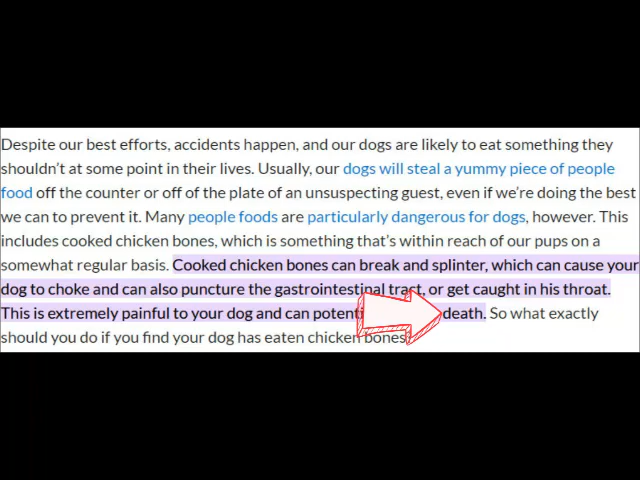 Despite our best efforts, accidents happen, and our dogs are likely to eat something they
shouldn't at some point in their lives. Usually, our dogs will steal a yummy piece of people
food off the counter or off of the plate of an unsuspecting guest, even if we're doing the best
we can to prevent it. Many people foods are particularly dangerous for dogs, however. This
includes cooked chicken bones, which is something that's within reach of our pups on a
somewhat regular basis. Cooked chicken bones can break and splinter, which can cause your
dog to choke and can also puncture the gastrointestinal tract, or get caught in his throat.
This is extremely painful to your dog and can death. So what exactly
should you do if you find your dog has eaten chicken bones